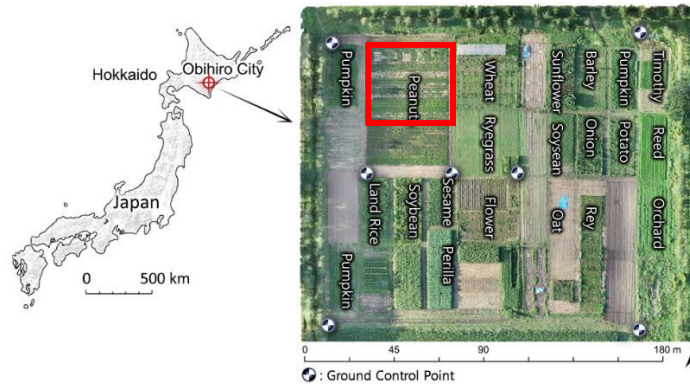 Hokkaido
Obihiro City
Japan
0 500 km
Pumpkin
Peanut
Wheat
Sunflower
Barley
Pumpkin
Timothy
Ryegrass
Soysean
Onion
Potato
Reed
Land Rice
Soybean
Sesame
Flower
Oat
Rey
Orchard
Pumpkin
Perilla
0 45 90 180 m
: Ground Control Point